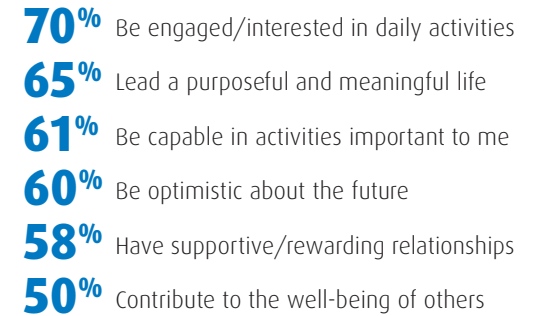 70% Be engaged/interested in daily activities
65% Lead a purposeful and meaningful life
61% Be capable in activities important to me
60% Be optimistic about the future
58% Have supportive/rewarding relationships
50% Contribute to the well-being of others